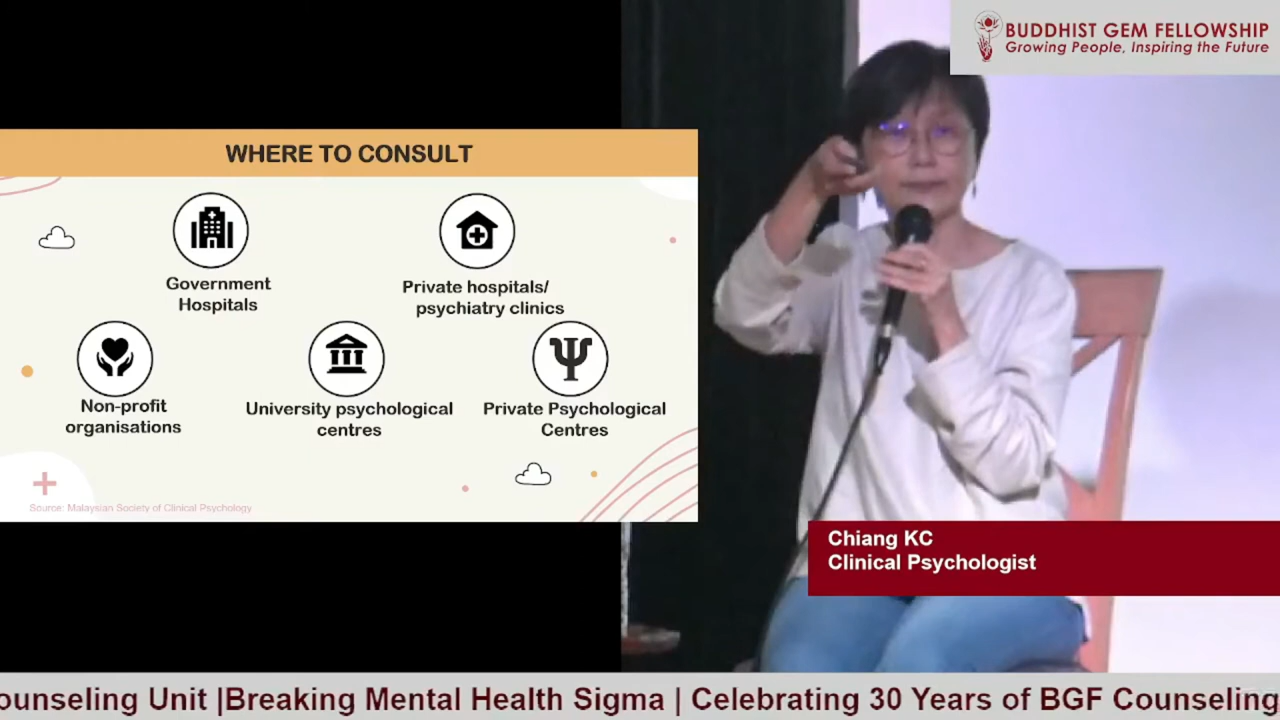 BUDDHIST GEM FELLOWSHIP
Growing People, Inspiring the Future
WHERE TO CONSULT
Government
Hospitals
Private hospitals/
psychiatry clinics
Non-profit
organisations
University psychological
centres
Private Psychological
Centres
Source: Malaysian Society of Clinical Psychology
Chiang KC
Clinical Psychologist
ounseling Unit |Breaking Mental Health Sigma | Celebrating 30 Years of BGF Counseling